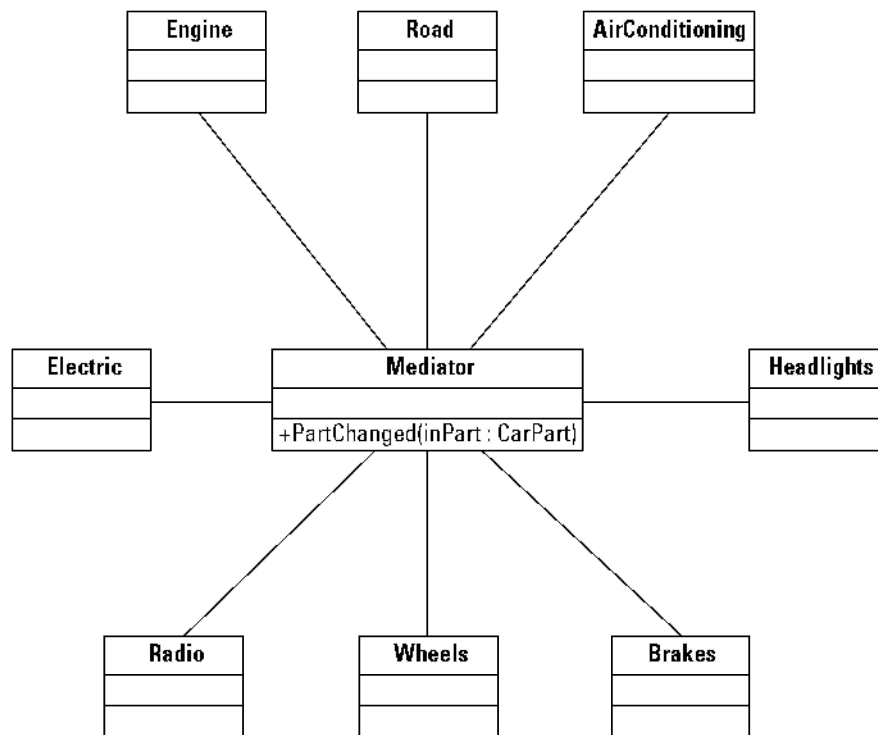 Engine
Road
AirConditioning
Electric
Mediator
Headlights
+PartChanged(inPart : CarPart)
Radio
Wheels
Brakes